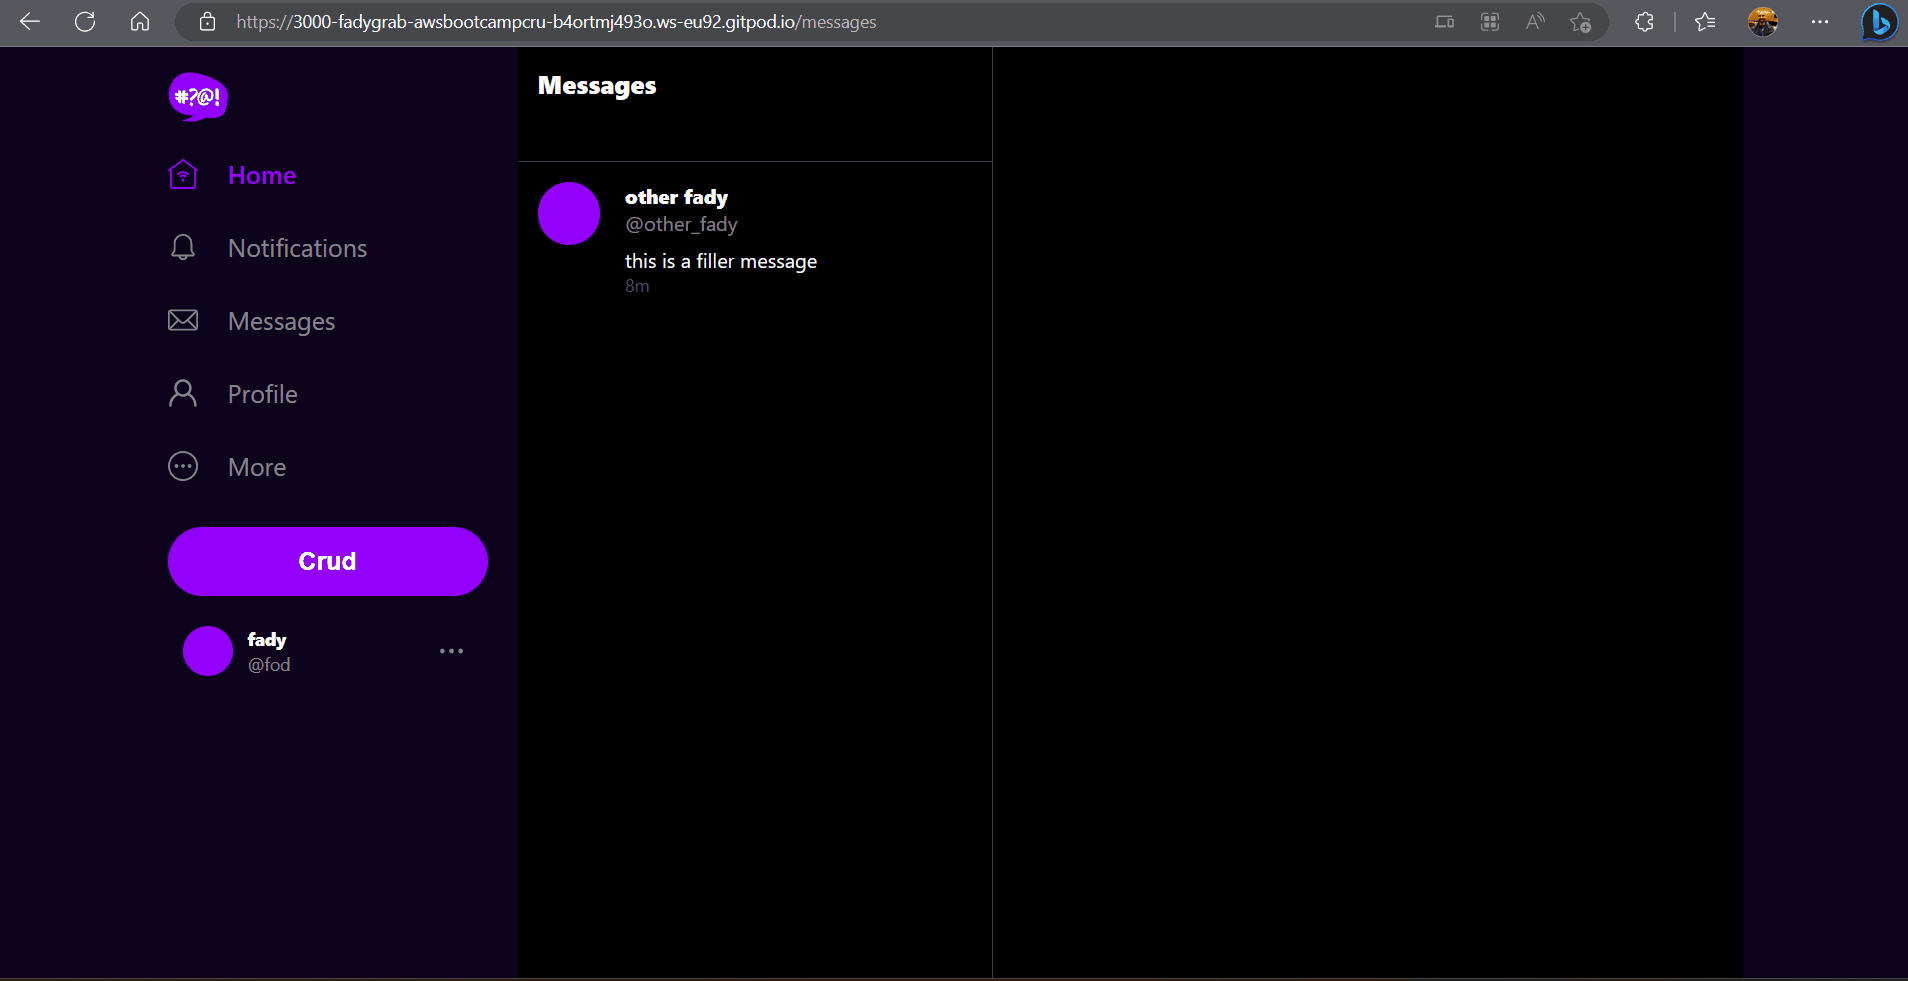 https://3000-fadygrab-awsbootcampcru-b4ortmj493o.ws-eu92.gitpod.io/messages
#?@!
Home
Notifications
Messages
Profile
More
Crud
fady
@fod
Messages
other fady
@other_fady
this is a filler message
8m